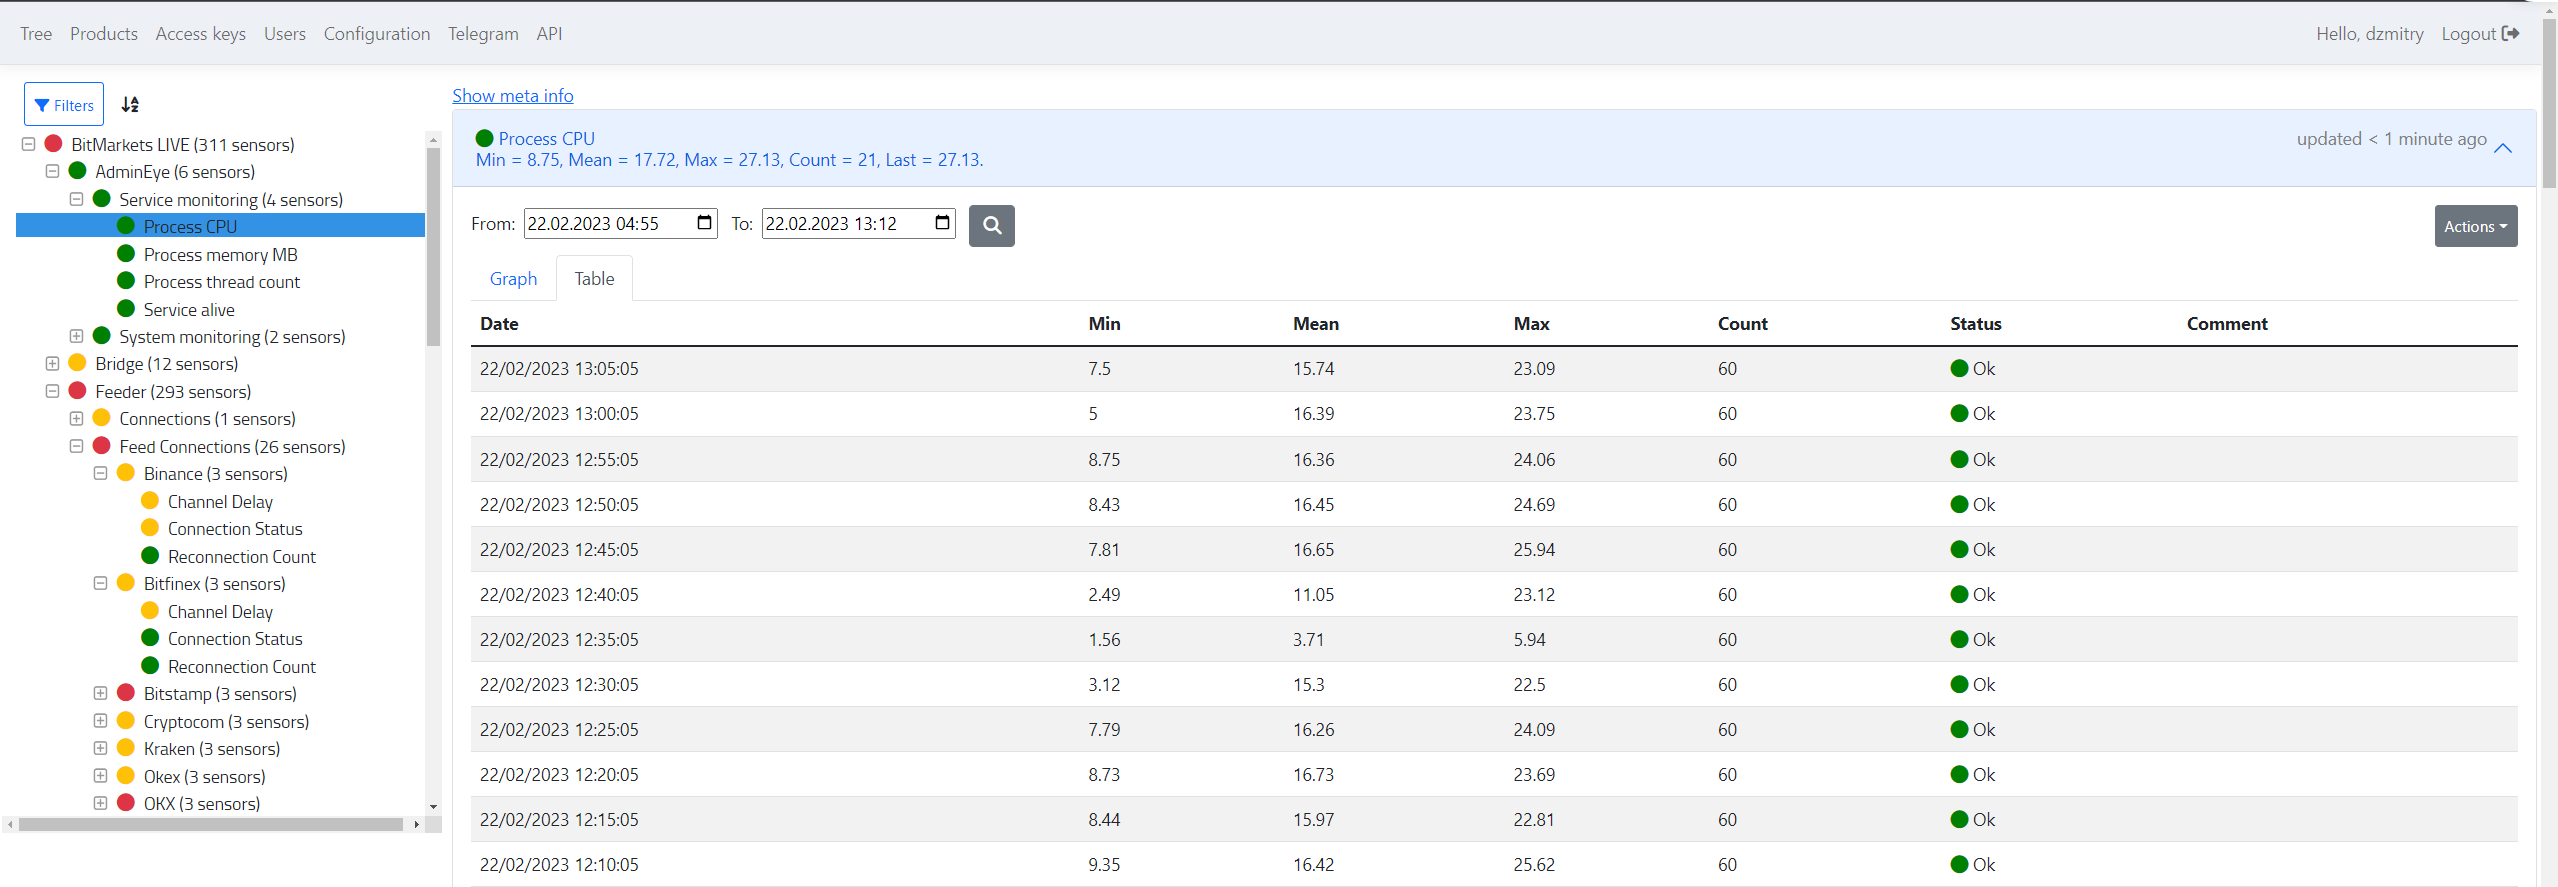 Tree Products Access keys Users Configuration Telegram API Hello, dzmitry Logout
Filters
BitMarkets LIVE (311 sensors)
AdminEye (6 sensors)
Service monitoring (4 sensors)
Process CPU
Process memory MB
Process thread count
Service alive
System monitoring (2 sensors)
Bridge (12 sensors)
Feeder (293 sensors)
Connections (1 sensors)
Feed Connections (26 sensors)
Binance (3 sensors)
Channel Delay
Connection Status
Reconnection Count
Bitfinex (3 sensors)
Channel Delay
Connection Status
Reconnection Count
Bitstamp (3 sensors)
Cryptocom (3 sensors)
Kraken (3 sensors)
Okex (3 sensors)
OKX (3 sensors)
Show meta info
Process CPU updated < 1 minute ago
Min = 8.75, Mean = 17.72, Max = 27.13, Count = 21, Last = 27.13.
From: 22.02.2023 04:55 To: 22.02.2023 13:12 Actions
Graph Table
Date Min Mean Max Count Status Comment
22/02/2023 13:05:05 7.5 15.74 23.09 60 Ok
22/02/2023 13:00:05 5 16.39 23.75 60 Ok
22/02/2023 12:55:05 8.75 16.36 24.06 60 Ok
22/02/2023 12:50:05 8.43 16.45 24.69 60 Ok
22/02/2023 12:45:05 7.81 16.65 25.94 60 Ok
22/02/2023 12:40:05 2.49 11.05 23.12 60 Ok
22/02/2023 12:35:05 1.56 3.71 5.94 60 Ok
22/02/2023 12:30:05 3.12 15.3 22.5 60 Ok
22/02/2023 12:25:05 7.79 16.26 24.09 60 Ok
22/02/2023 12:20:05 8.73 16.73 23.69 60 Ok
22/02/2023 12:15:05 8.44 15.97 22.81 60 Ok
22/02/2023 12:10:05 9.35 16.42 25.62 60 Ok